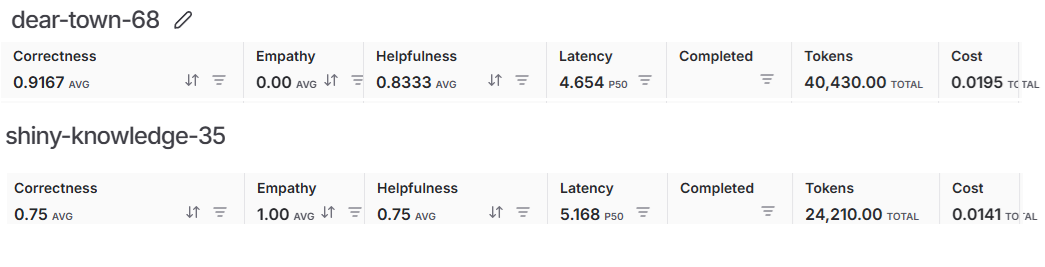 dear-town-68
Correctness Empathy Helpfulness Latency Completed Tokens Cost
0.9167 AVG 0.00 AVG 0.8333 AVG 4.654 P50 40,430.00 TOTAL 0.0195 TOTAL
shiny-knowledge-35
Correctness Empathy Helpfulness Latency Completed Tokens Cost
0.75 AVG 1.00 AVG 0.75 AVG 5.168 P50 24,210.00 TOTAL 0.0141 TOTAL